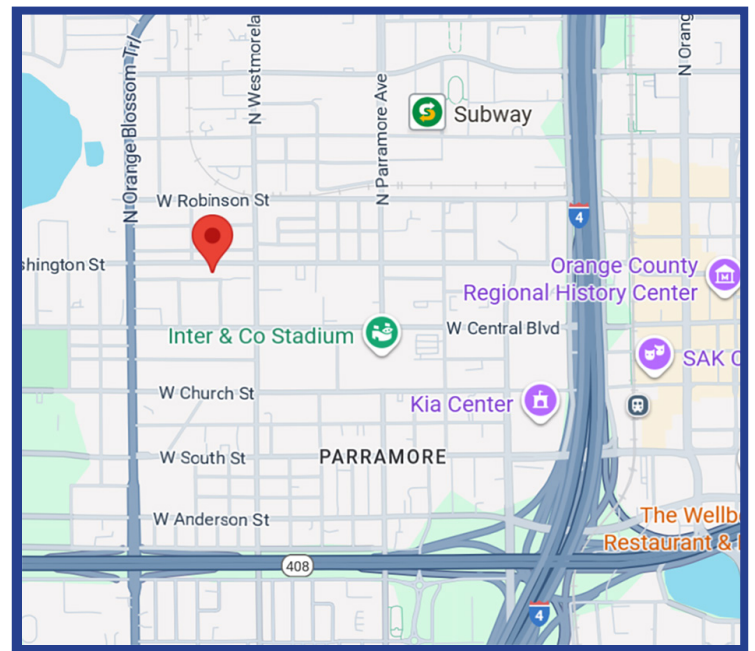 N Orange Blossom Trl
N Westmorela
N Parramore Ave
N Orang
Subway
W Robinson St
4
shington St
Orange County
Regional History Center
Inter & Co Stadium
W Central Blvd
SAK C
W Church St
Kia Center
W South St
PARRAMORE
W Anderson St
The Wellb
Restaurant &
408
4